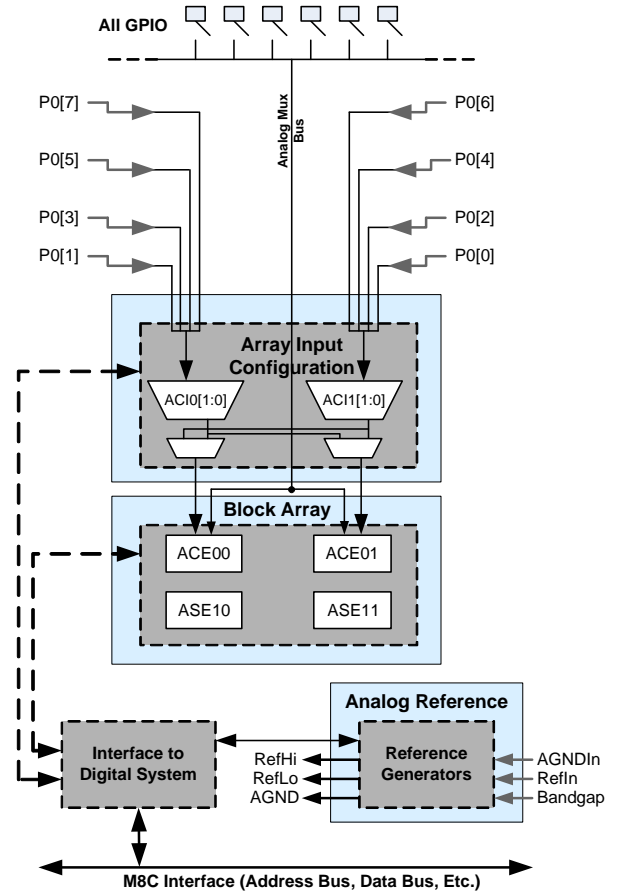 All GPIO
P0[7]
P0[6]
Analog Mux
Bus
P0[5]
P0[4]
P0[3]
P0[2]
P0[1]
P0[0]
Array Input
Configuration
ACI0[1:0]
ACI1[1:0]
Block Array
ACE00
ACE01
ASE10
ASE11
Analog Reference
Interface to
Digital System
RefHi
RefLo
AGND
Reference
Generators
AGNDIn
RefIn
Bandgap
M8C Interface (Address Bus, Data Bus, Etc.)